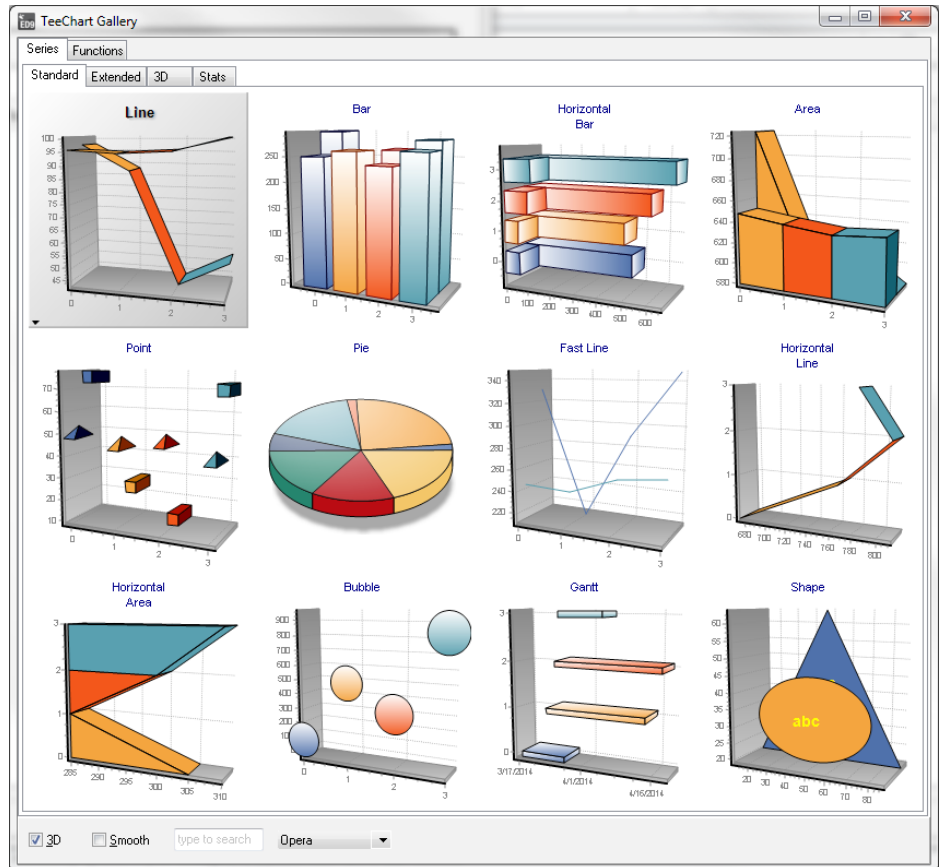 ED9 TeeChart Gallery
Series Functions
Standard Extended 3D Stats
Line
100
95
90
85
80
75
70
65
60
55
50
45
0 1 2 3
Bar
250
200
150
100
50
0
0 1 2 3
Horizontal
Bar
3
2
1
0
0 100 200 300 400 500 600
Area
720
700
680
660
640
620
600
580
0 1 2 3
Point
70
60
50
40
30
20
10
0 1 2 3
Pie
Fast Line
340
320
300
280
260
240
220
0 1 2 3
Horizontal
Line
3
2
1
0
680 700 720 740 760 780 800
Horizontal
Area
3
2
1
0
285 290 295 300 305 310
Bubble
900
800
700
600
500
400
300
200
100
0
0 1 2 3
Gantt
3
2
1
0
3/17/2014 4/1/2014 4/16/2014
Shape
60
55
50
45
40
35
30
25
20
abc
20 30 40 50 60 70 80
3D Smooth type to search Opera